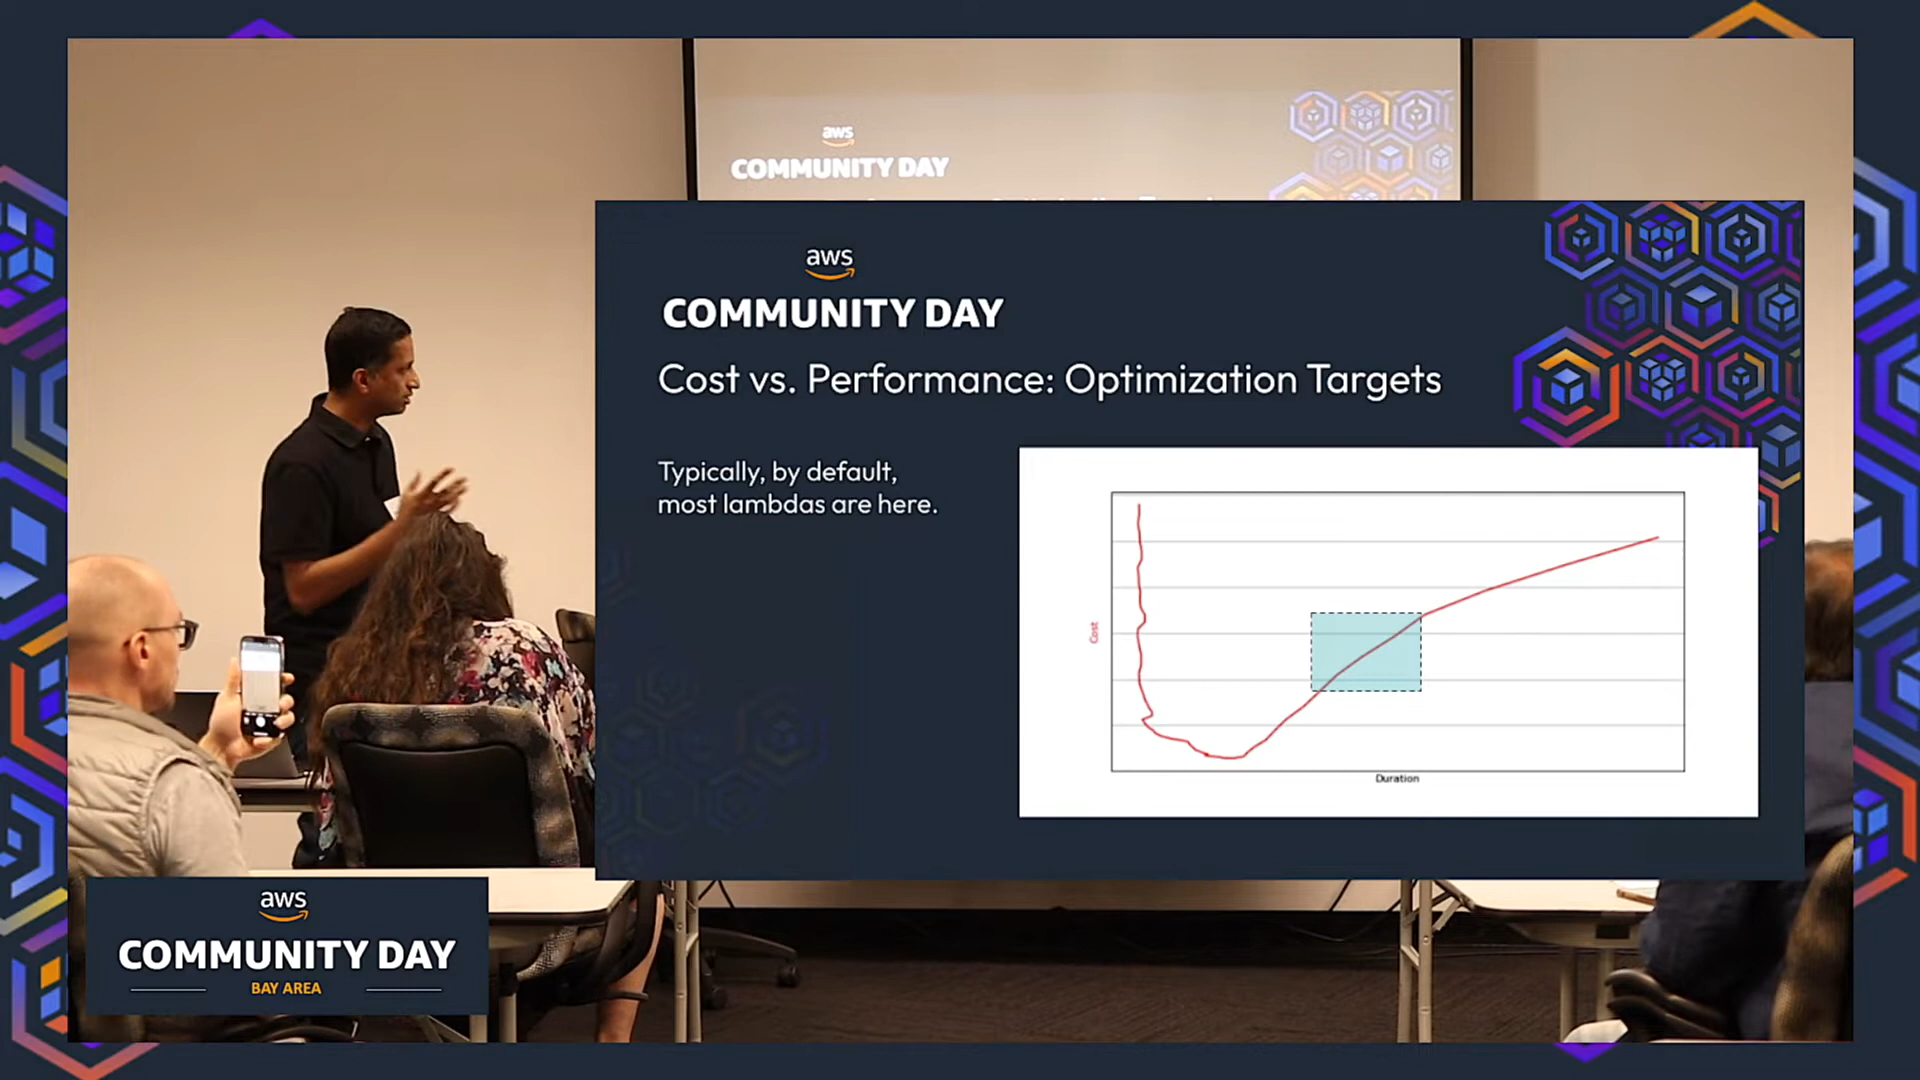 aws
COMMUNITY DAY
aws
COMMUNITY DAY
Cost vs. Performance: Optimization Targets
Typically, by default,
most lambdas are here.
Cost
Duration
aws
COMMUNITY DAY
BAY AREA